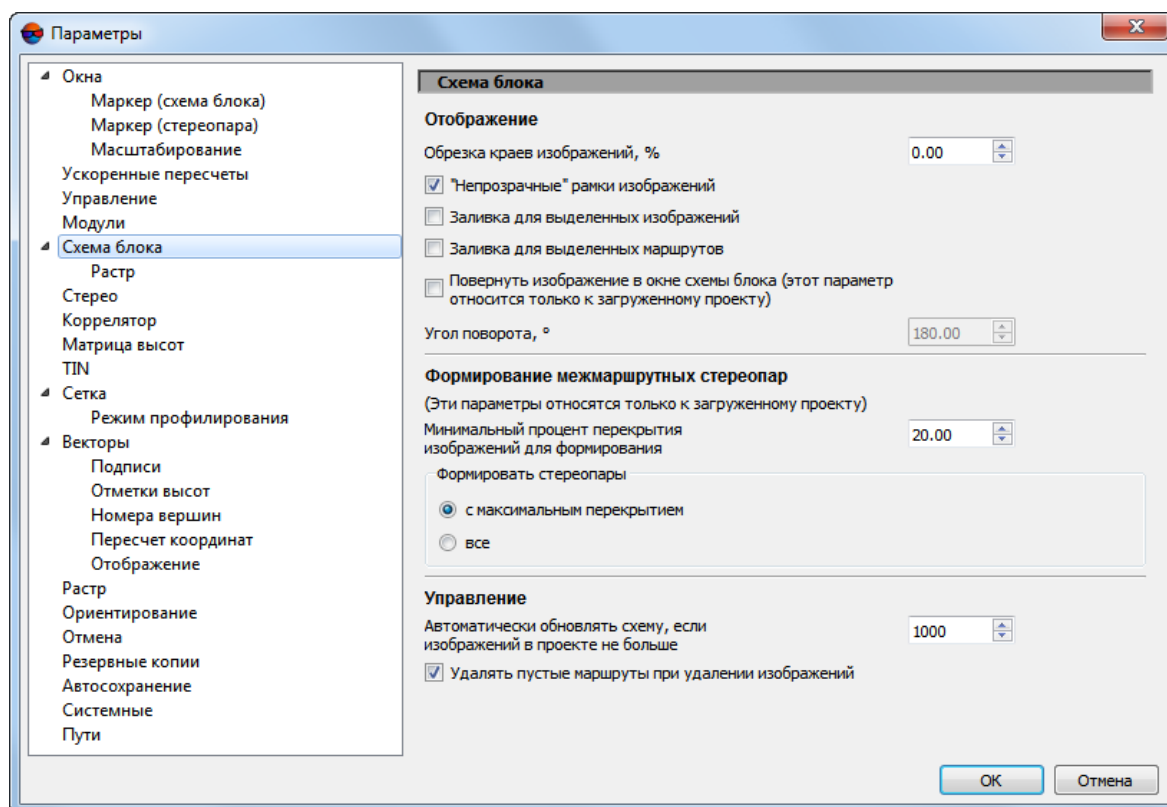 Параметры
Окна
Маркер (схема блока)
Маркер (стереопара)
Масштабирование
Ускоренные пересчеты
Управление
Модули
Схема блока
Растр
Стерео
Коррелятор
Матрица высот
TIN
Сетка
Режим профилирования
Векторы
Подписи
Отметки высот
Номера вершин
Пересчет координат
Отображение
Растр
Ориентирование
Отмена
Резервные копии
Автосохранение
Системные
Пути
Схема блока
Отображение
Обрезка краев изображений, % 0.00
"Непрозрачные" рамки изображений
Заливка для выделенных изображений
Заливка для выделенных маршрутов
Повернуть изображение в окне схемы блока (этот параметр
относится только к загруженному проекту)
Угол поворота, ° 180.00
Формирование межмаршрутных стереопар
(Эти параметры относятся только к загруженному проекту)
Минимальный процент перекрытия
изображений для формирования 20.00
Формировать стереопары
с максимальным перекрытием
все
Управление
Автоматически обновлять схему, если
изображений в проекте не больше 1000
Удалять пустые маршруты при удалении изображений
OK Отмена